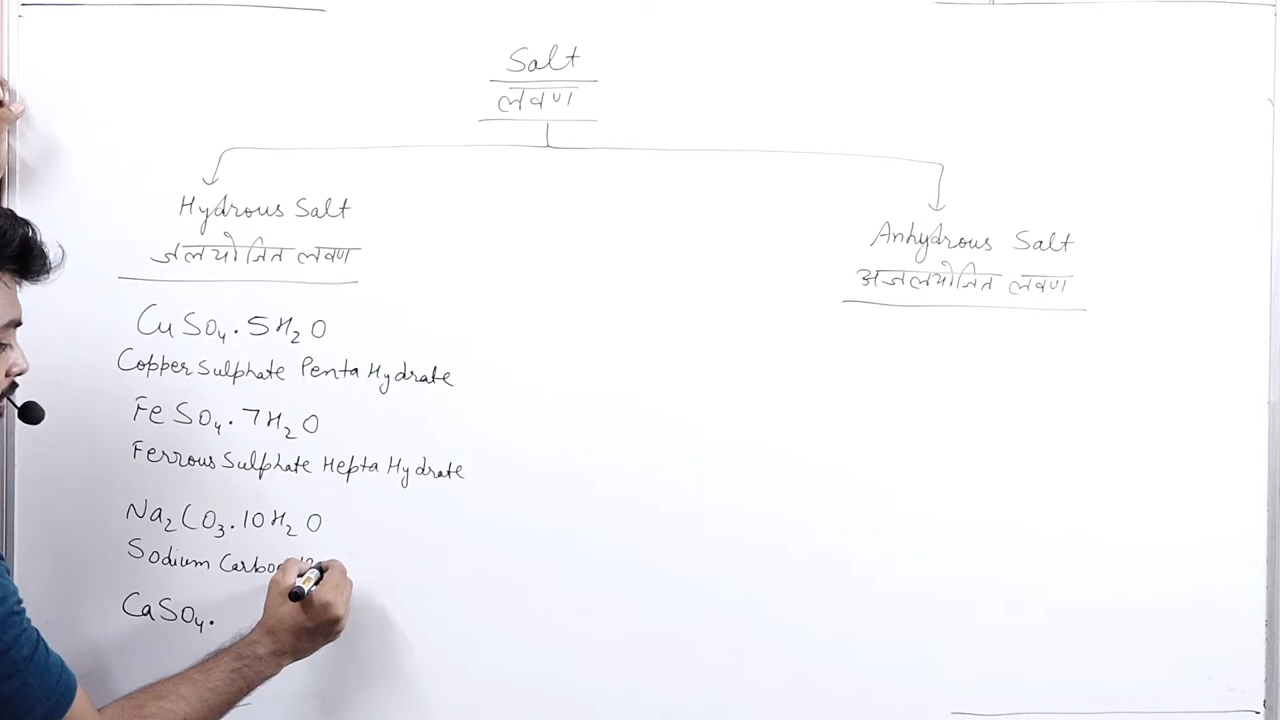 Salt
लवण
Hydrous Salt
जलयोजित लवण
Anhydrous Salt
अजलयोजित लवण
CuSO₄·5H₂O
Copper Sulphate Penta Hydrate
FeSO₄·7H₂O
Ferrous Sulphate Hepta Hydrate
Na₂CO₃·10H₂O
Sodium
CaSO₄·